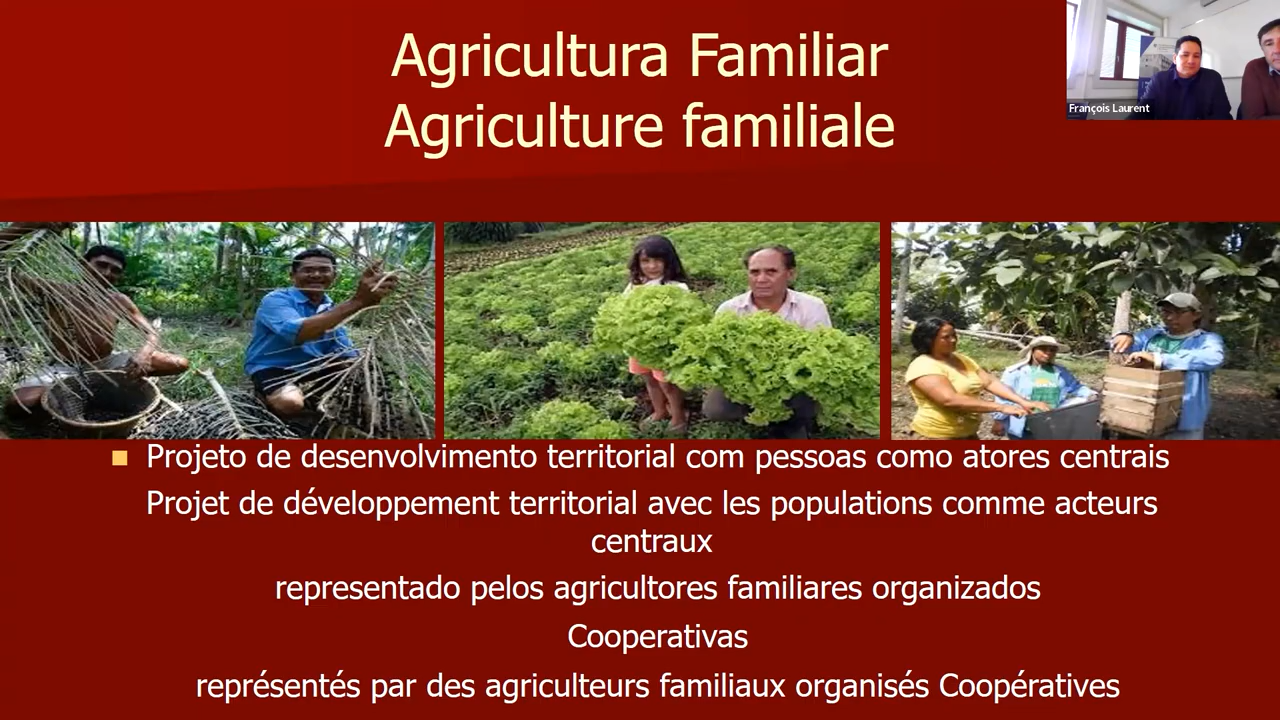 Agricultura Familiar
Agriculture familiale
François Laurent
Projeto de desenvolvimento territorial com pessoas como atores centrais
Projet de développement territorial avec les populations comme acteurs
centraux
representado pelos agricultores familiares organizados
Cooperativas
représentés par des agriculteurs familiaux organisés Coopératives